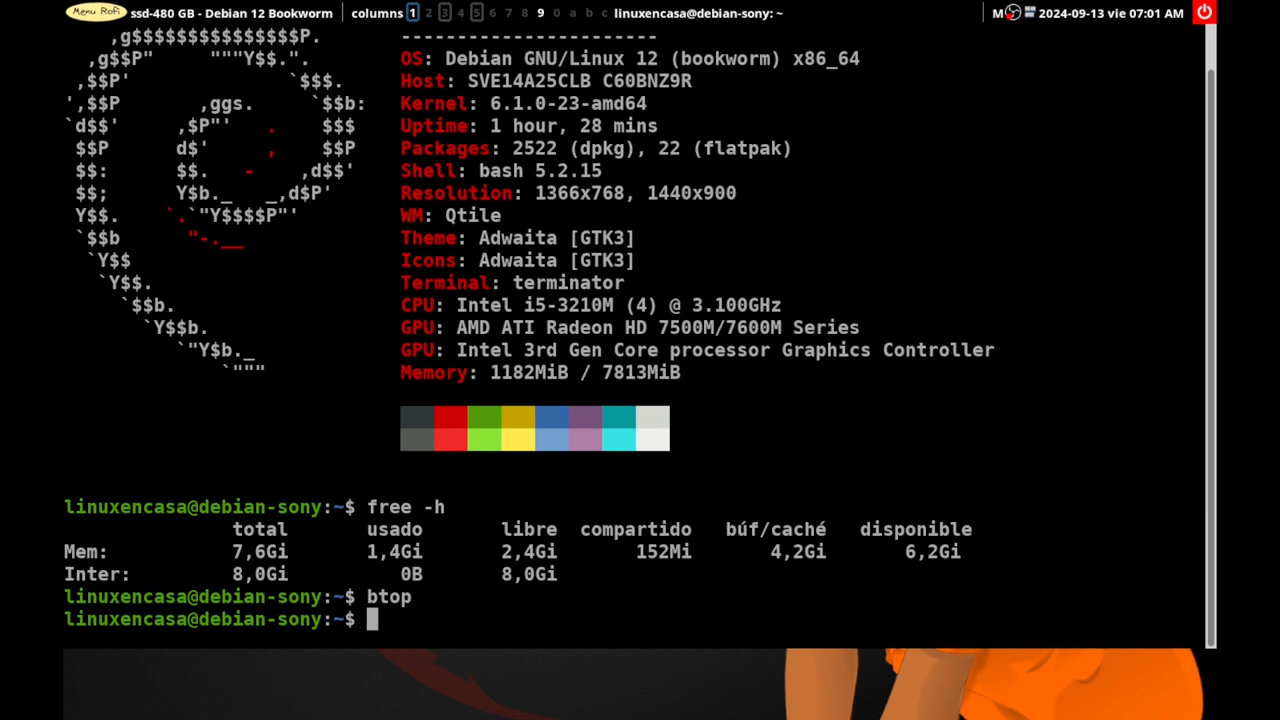 Menu Rofi ssd-480 GB - Debian 12 Bookworm columns 1 2 3 4 5 6 7 8 9 0 a b c linuxencasa@debian-sony: ~ M 2024-09-13 vie 07:01 AM
,g$$$$$$$$$$$$$$$P. -----------------------
,g$$P" """Y$$.". OS: Debian GNU/Linux 12 (bookworm) x86_64
,$$P' `$$$. Host: SVE14A25CLB C60BNZ9R
',$$P ,ggs. `$$b: Kernel: 6.1.0-23-amd64
`d$$' ,$P"' . $$$ Uptime: 1 hour, 28 mins
$$P d$' , $$P Packages: 2522 (dpkg), 22 (flatpak)
$$: $$. - ,d$$' Shell: bash 5.2.15
$$; Y$b._ _,d$P' Resolution: 1366x768, 1440x900
Y$$. `.`"Y$$$$P"' WM: Qtile
`$$b "-.__ Theme: Adwaita [GTK3]
`Y$$ Icons: Adwaita [GTK3]
`Y$$. Terminal: terminator
`$$b. CPU: Intel i5-3210M (4) @ 3.100GHz
`Y$$b. GPU: AMD ATI Radeon HD 7500M/7600M Series
`"Y$b._ GPU: Intel 3rd Gen Core processor Graphics Controller
`""" Memory: 1182MiB / 7813MiB
linuxencasa@debian-sony:~$ free -h
total usado libre compartido búf/caché disponible
Mem: 7,6Gi 1,4Gi 2,4Gi 152Mi 4,2Gi 6,2Gi
Inter: 8,0Gi 0B 8,0Gi
linuxencasa@debian-sony:~$ btop
linuxencasa@debian-sony:~$